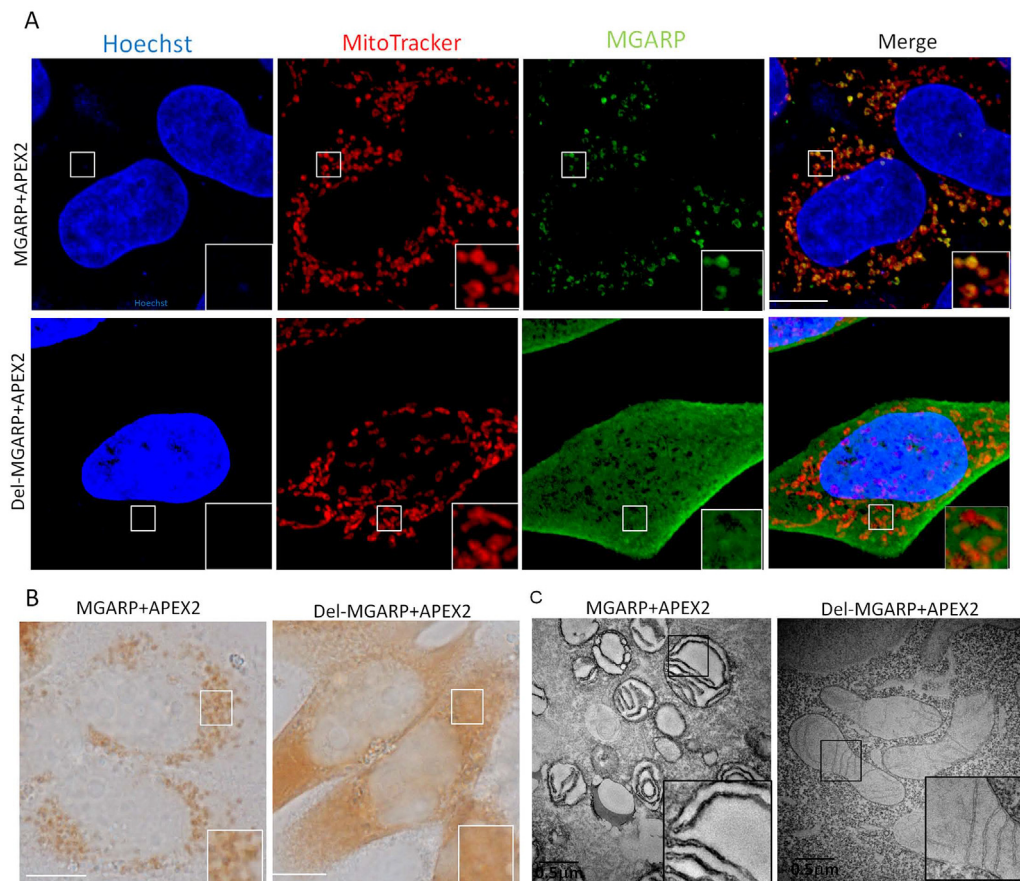 A
Hoechst MitoTracker MGARP Merge
MGARP+APEX2
Hoechst
Del-MGARP+APEX2
B MGARP+APEX2 Del-MGARP+APEX2
C MGARP+APEX2 Del-MGARP+APEX2
0.5μm 0.5μm